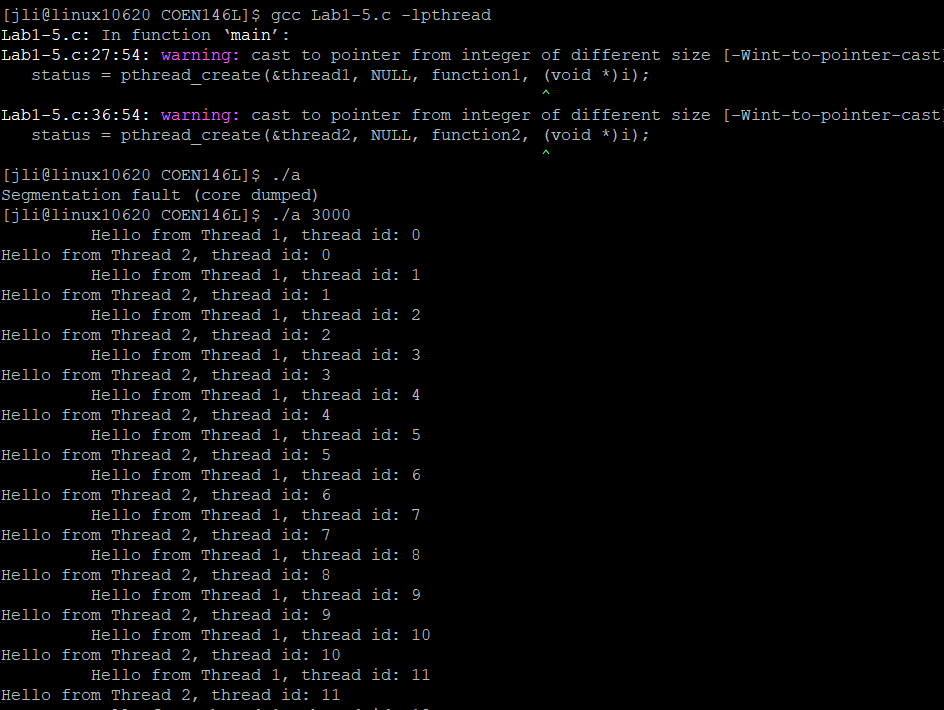 [jli@linux10620 COEN146L]$ gcc Lab1-5.c -lpthread
Lab1-5.c: In function ‘main’:
Lab1-5.c:27:54: warning: cast to pointer from integer of different size [-Wint-to-pointer-cast]
   status = pthread_create(&thread1, NULL, function1, (void *)i);
                                                      ^
Lab1-5.c:36:54: warning: cast to pointer from integer of different size [-Wint-to-pointer-cast]
   status = pthread_create(&thread2, NULL, function2, (void *)i);
                                                      ^
[jli@linux10620 COEN146L]$ ./a
Segmentation fault (core dumped)
[jli@linux10620 COEN146L]$ ./a 3000
         Hello from Thread 1, thread id: 0
Hello from Thread 2, thread id: 0
         Hello from Thread 1, thread id: 1
Hello from Thread 2, thread id: 1
         Hello from Thread 1, thread id: 2
Hello from Thread 2, thread id: 2
         Hello from Thread 1, thread id: 3
Hello from Thread 2, thread id: 3
         Hello from Thread 1, thread id: 4
Hello from Thread 2, thread id: 4
         Hello from Thread 1, thread id: 5
Hello from Thread 2, thread id: 5
         Hello from Thread 1, thread id: 6
Hello from Thread 2, thread id: 6
         Hello from Thread 1, thread id: 7
Hello from Thread 2, thread id: 7
         Hello from Thread 1, thread id: 8
Hello from Thread 2, thread id: 8
         Hello from Thread 1, thread id: 9
Hello from Thread 2, thread id: 9
         Hello from Thread 1, thread id: 10
Hello from Thread 2, thread id: 10
         Hello from Thread 1, thread id: 11
Hello from Thread 2, thread id: 11